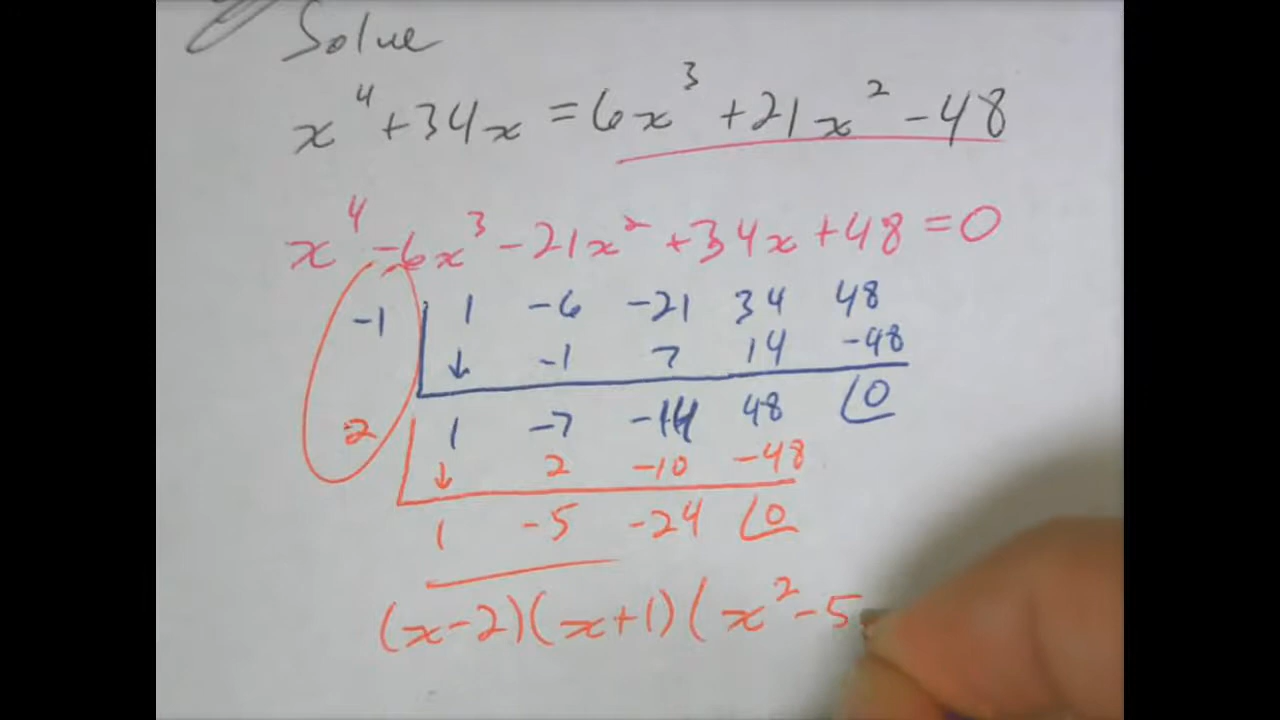 Solve
x⁴+34x=6x³+21x²-48
x⁴-6x³-21x²+34x+48=0
-1 | 1 -6 -21 34 48
↓ -1 7 14 -48
2 | 1 -7 -14 48 0
↓ 2 -10 -48
1 -5 -24 0
(x-2)(x+1)(x²-5